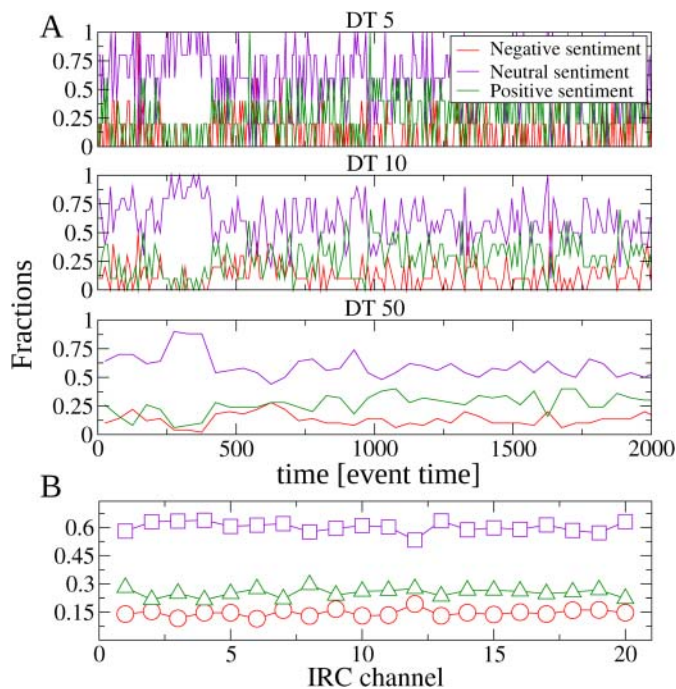 A
DT 5
Negative sentiment
Neutral sentiment
Positive sentiment
1
0.75
0.5
0.25
0
DT 10
1
0.75
0.5
0.25
0
Fractions
DT 50
1
0.75
0.5
0.25
0
0 500 1000 1500 2000
time [event time]
B
0.6
0.45
0.3
0.15
0 5 10 15 20
IRC channel